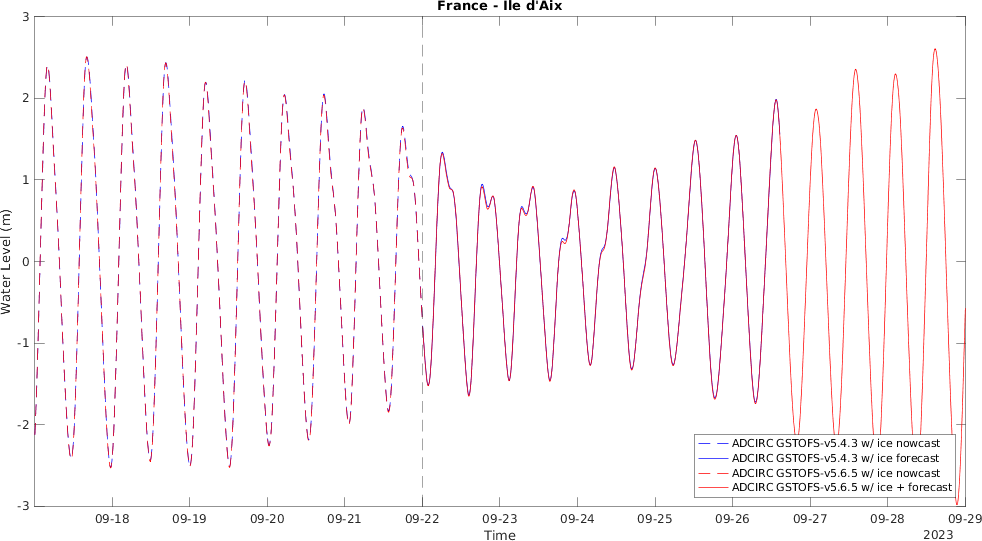 France - Ile d'Aix
3
2
1
0
-1
-2
-3
Water Level (m)
09-18 09-19 09-20 09-21 09-22 09-23 09-24 09-25 09-26 09-27 09-28 09-29
Time
2023
ADCIRC GSTOFS-v5.4.3 w/ ice nowcast
ADCIRC GSTOFS-v5.4.3 w/ ice forecast
ADCIRC GSTOFS-v5.6.5 w/ ice nowcast
ADCIRC GSTOFS-v5.6.5 w/ ice + forecast